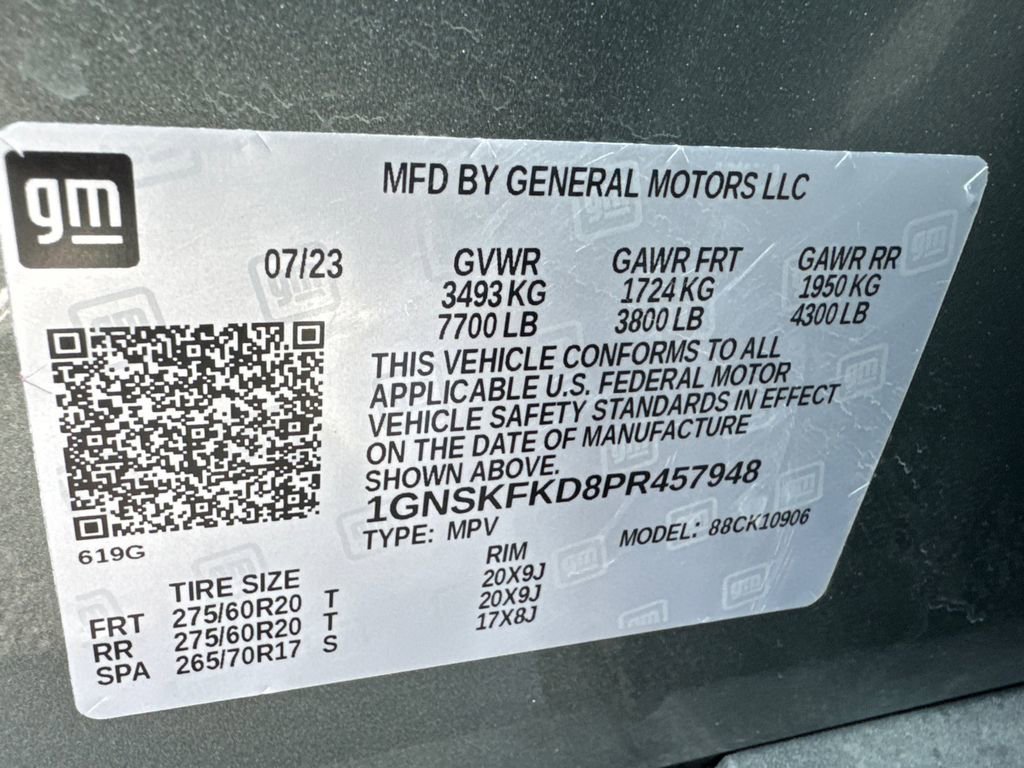 gm
MFD BY GENERAL MOTORS LLC
07/23 GVWR GAWR FRT GAWR RR
3493 KG 1724 KG 1950 KG
7700 LB 3800 LB 4300 LB
THIS VEHICLE CONFORMS TO ALL
APPLICABLE U.S. FEDERAL MOTOR
VEHICLE SAFETY STANDARDS IN EFFECT
ON THE DATE OF MANUFACTURE
SHOWN ABOVE.
1GNSKFKD8PR457948
TYPE: MPV MODEL: 88CK10906
619G
TIRE SIZE RIM
FRT 275/60R20 T 20X9J
RR 275/60R20 T 20X9J
SPA 265/70R17 S 17X8J